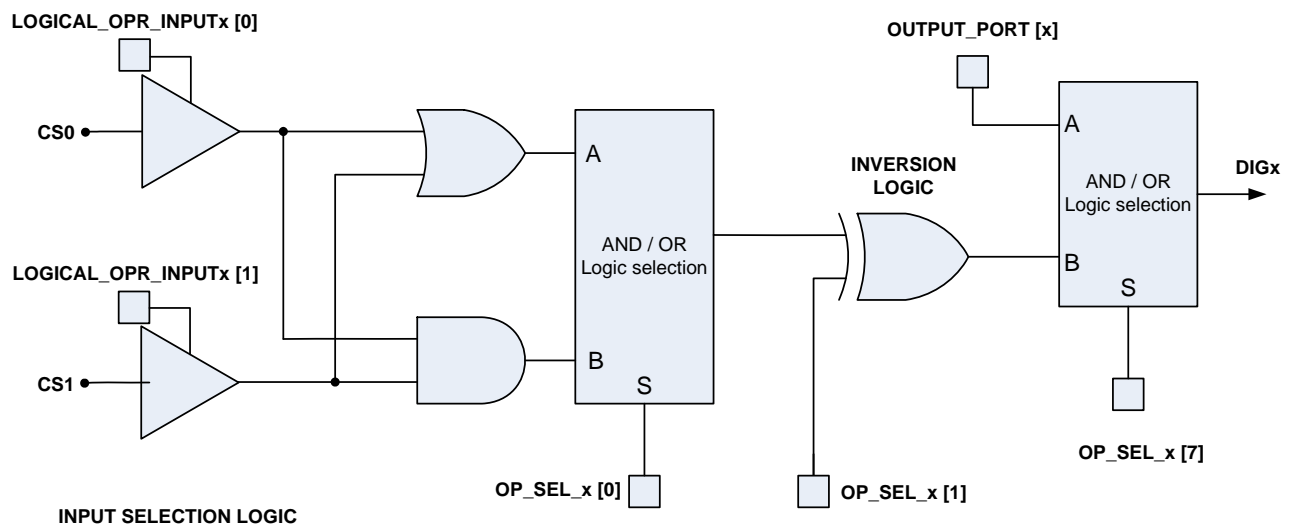 LOGICAL_OPR_INPUTx [0]
OUTPUT_PORT [x]
CS0
A
A
INVERSION
LOGIC
DIGx
AND / OR
Logic selection
AND / OR
Logic selection
LOGICAL_OPR_INPUTx [1]
B
S
B
CS1
S
OP_SEL_x [7]
OP_SEL_x [0]
OP_SEL_x [1]
INPUT SELECTION LOGIC